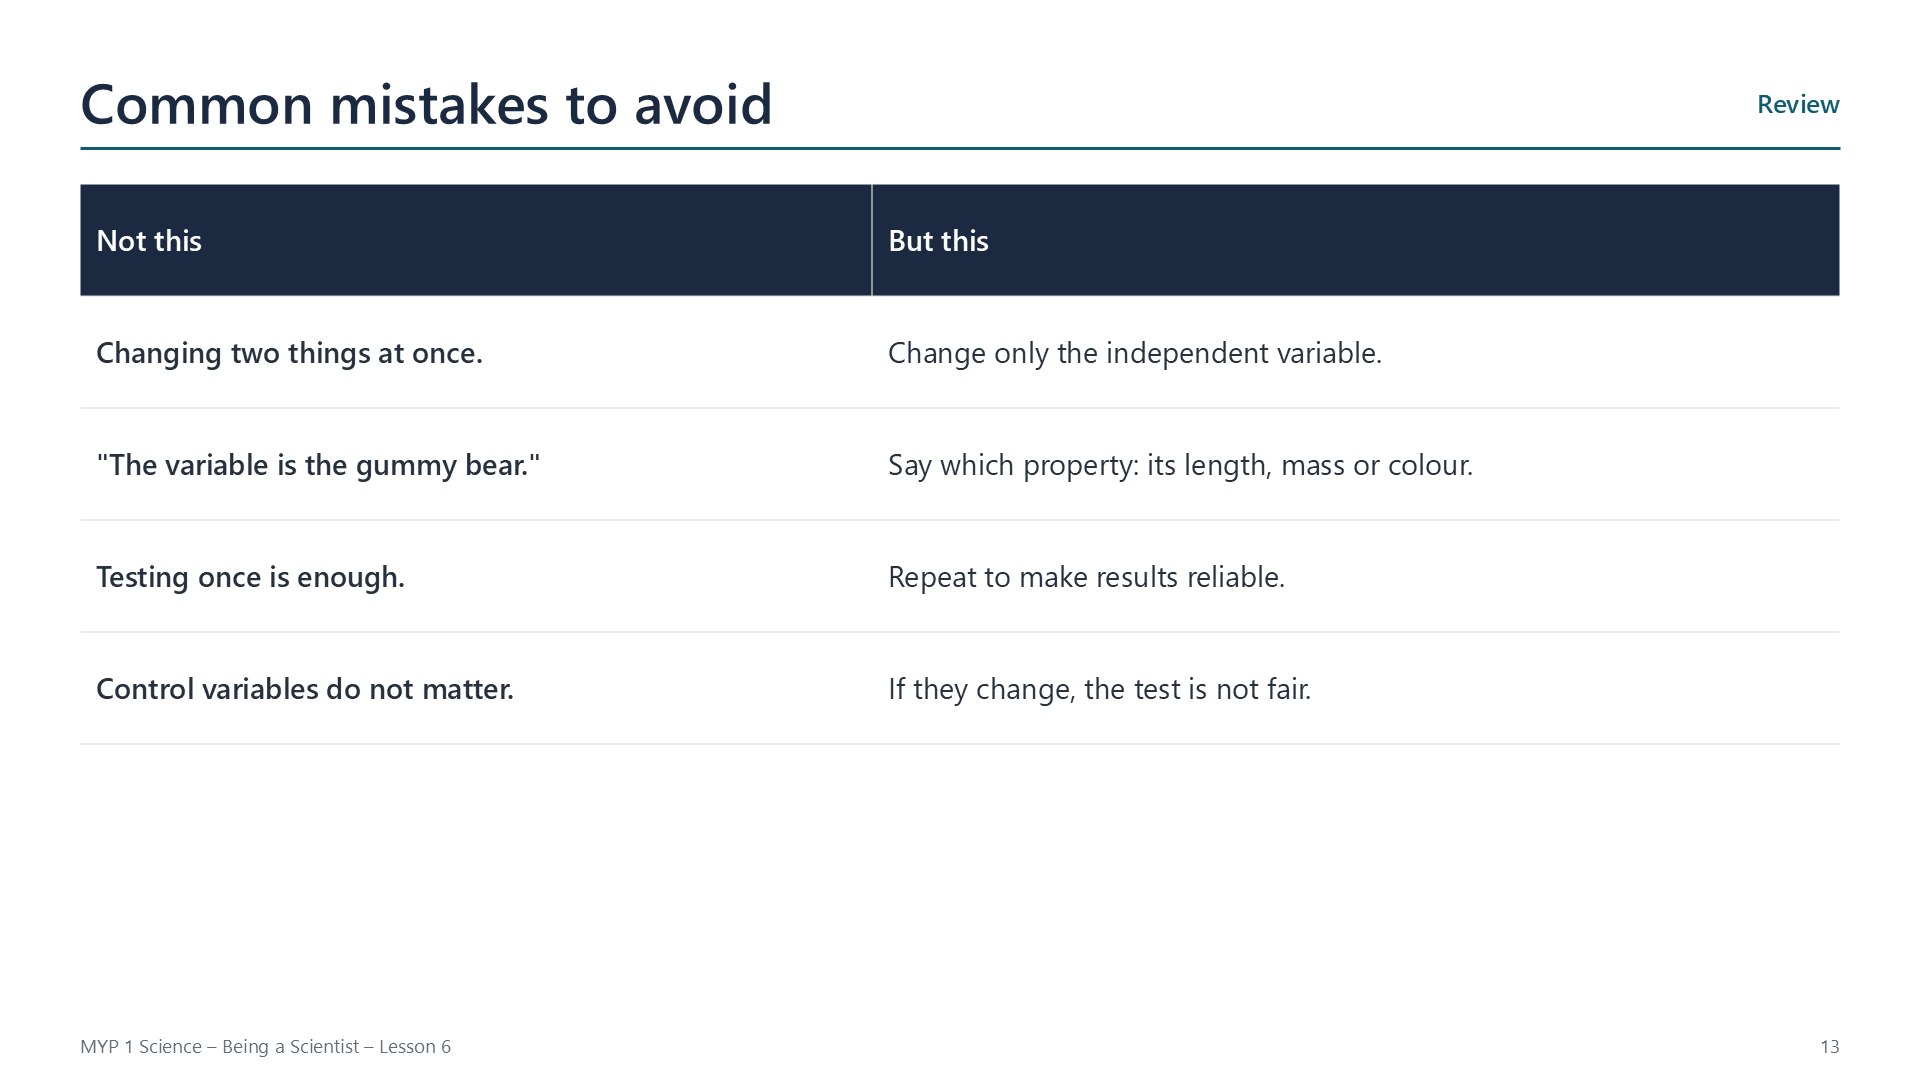 Common mistakes to avoid
Review
Not this
But this
Changing two things at once.
Change only the independent variable.
"The variable is the gummy bear."
Say which property: its length, mass or colour.
Testing once is enough.
Repeat to make results reliable.
Control variables do not matter.
If they change, the test is not fair.
MYP 1 Science – Being a Scientist – Lesson 6
13